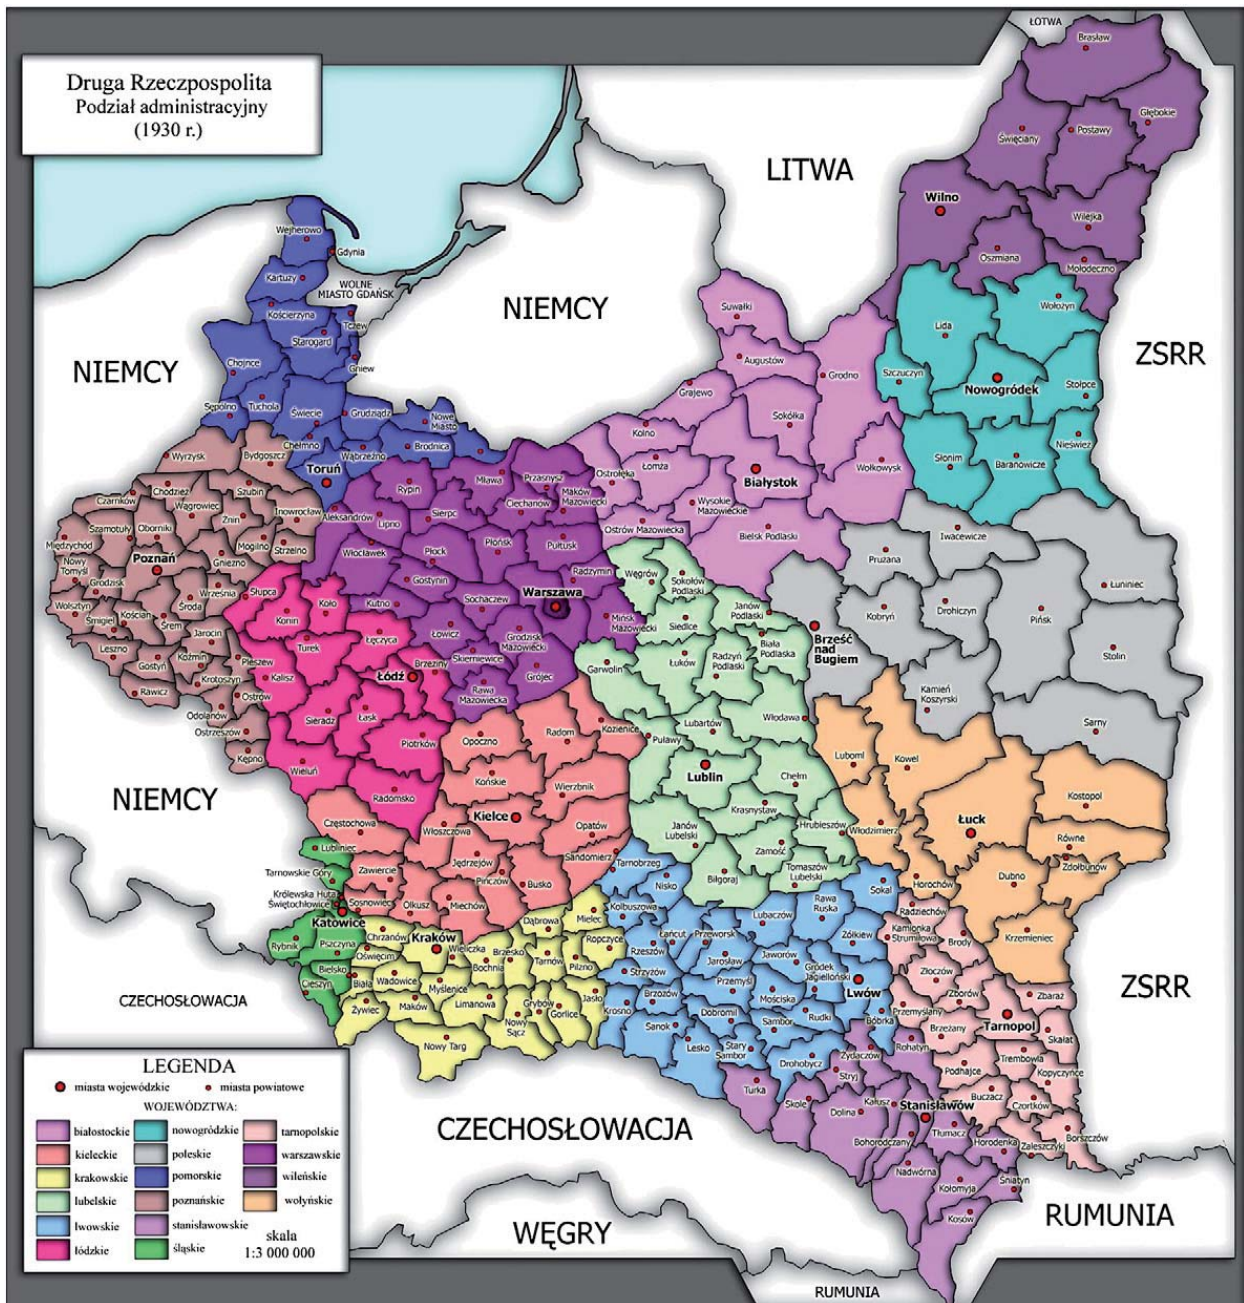 Druga Rzeczpospolita
Podział administracyjny
(1930 r.)
ŁOTWA
Brasław
Głębokie
Święciany
Postawy
LITWA
Wilno
Wilejka
Oszmiana
Mołodeczno
Wejherowo
Gdynia
Kartuzy
WOLNE
MIASTO GDAŃSK
Kościerzyna
Tczew
Starogard
Gniew
Chojnce
NIEMCY
NIEMCY
Sępólno
Tuchola
Świecie
Grudziądz
Nowe
Miasto
Chełmno
Wąbrzeźno
Brodnica
Toruń
Suwałki
Augustów
Grajewo
Grodno
Sokółka
Kolno
Łomża
Ostrołęka
Białystok
Wołkowysk
Wysokie
Mazowieckie
Ostrów Mazowiecka
Bielsk Podlaski
Wołożyn
Lida
Szczuczyn
Nowogródek
Stołpce
Nieśwież
Słonim
Baranowicze
ZSRR
Wyrzysk
Bydgoszcz
Chodzież
Szubin
Czarnków
Wągrowiec
Inowrocław
Szamotuły
Oborniki
Żnin
Międzychód
Mogilno
Strzelno
Poznań
Gniezno
Nowy
Tomyśl
Grodzisk
Września
Wolsztyn
Środa
Śmigiel
Kościan
Śrem
Jarocin
Leszno
Gostyń
Koźmin
Pleszew
Krotoszyn
Rawicz
Ostrów
Odolanów
Ostrzeszów
Kępno
Rypin
Mława
Przasnysz
Ciechanów
Maków
Mazowiecki
Aleksandrów
Lipno
Sierpc
Włocławek
Płock
Płońsk
Pułtusk
Gostynin
Radzymin
Kutno
Sochaczew
Warszawa
Łowicz
Grodzisk
Mazowiecki
Mińsk
Mazowiecki
Skierniewice
Rawa
Mazowiecka
Grójec
Słupca
Konin
Koło
Łęczyca
Turek
Brzeziny
Kalisz
Łódź
Sieradz
Łask
Piotrków
Wieluń
Radomsko
Węgrów
Sokołów
Podlaski
Siedlce
Janów
Podlaski
Biała
Podlaska
Garwolin
Łuków
Radzyń
Podlaski
Włodawa
Lubartów
Puławy
Lublin
Chełm
Krasnystaw
Hrubieszów
Janów
Lubelski
Zamość
Biłgoraj
Tomaszów
Lubelski
Iwacewicze
Prużana
Łuniniec
Kobryń
Drohiczyn
Pińsk
Brześć
nad
Bugiem
Stolin
Kamień
Koszyrski
Sarny
Luboml
Kowel
Kostopol
Łuck
Włodzimierz
Równe
Zdołbunów
Dubno
Horochów
Krzemieniec
NIEMCY
Opoczno
Radom
Kozienice
Końskie
Wierzbnik
Częstochowa
Włoszczowa
Kielce
Opatów
Jędrzejów
Sandomierz
Zawiercie
Pińczów
Busko
Olkusz
Miechów
Sosnowiec
Lubliniec
Tarnowskie Góry
Królewska Huta
Świętochłowice
Katowice
Rybnik
Pszczyna
Bielsko
Cieszyn
Chrzanów
Kraków
Dąbrowa
Mielec
Oświęcim
Wieliczka
Brzesko
Ropczyce
Bochnia
Tarnów
Pilzno
Biała
Wadowice
Myślenice
Limanowa
Grybów
Jasło
Żywiec
Maków
Nowy
Sącz
Gorlice
Nowy Targ
Tarnobrzeg
Nisko
Kolbuszowa
Sokal
Rawa
Ruska
Lubaczów
Łańcut
Przeworsk
Żółkiew
Rzeszów
Jarosław
Jaworów
Strzyżów
Gródek
Jagielloński
Przemyśl
Lwów
Brzozów
Mościska
Krosno
Dobromil
Rudki
Sanok
Sambor
Bóbrka
Lesko
Stary
Sambor
Drohobycz
Radziechów
Kamionka
Strumiłowa
Brody
Złoczów
Zborów
Zbaraż
Przemyślany
Tarnopol
Brzeżany
Skałat
Trembowla
Podhajce
Kopyczyńce
Buczacz
Czortków
Zaleszczyki
Borszczów
Żydaczów
Rohatyn
Turka
Stryj
Skole
Dolina
Kałusz
Stanisławów
Tłumacz
Bohorodczany
Horodenka
Nadwórna
Kołomyja
Śniatyn
Kosów
ZSRR
CZECHOSŁOWACJA
CZECHOSŁOWACJA
WĘGRY
RUMUNIA
RUMUNIA
LEGENDA
miasta wojewódzkie
miasta powiatowe
WOJEWÓDZTWA:
białostockie
nowogródzkie
tarnopolskie
kieleckie
poleskie
warszawskie
krakowskie
pomorskie
wileńskie
lubelskie
poznańskie
wołyńskie
lwowskie
stanisławowskie
łódzkie
śląskie
skala
1:3 000 000